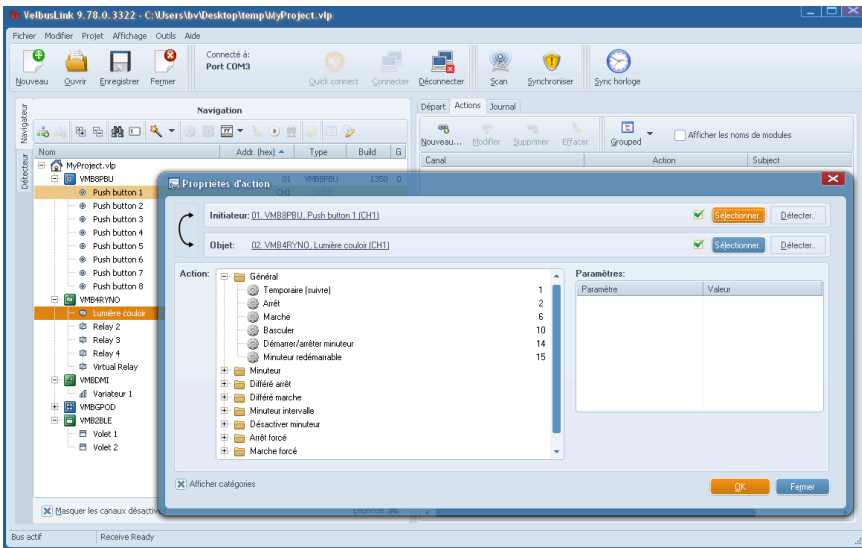 VelbusLink 9.78.0.3322 - C:\Users\bv\Desktop\temp\MyProject.vlp
Fichier Modifier Projet Affichage Outils Aide
Nouveau Ouvrir Enregistrer Fermer
Connecté à:
Port COM3
Quick connect Connecter Déconnecter Scan Synchroniser Sync horloge
Navigateur
Détecteur
Navigation
Départ Actions Journal
Nouveau... Modifier Supprimer Effacer Grouped Afficher les noms de modules
Nom Addr. (hex) Type Build G
Canal Action Subject
MyProject.vlp
VMB8PBU 01 VMB8PBU 1350 0
Push button 1 CH1
Push button 2
Push button 3
Push button 4
Push button 5
Push button 6
Push button 7
Push button 8
VMB4RYNO
Lumière couloir
Relay 2
Relay 3
Relay 4
Virtual Relay
VMBDMI
Variateur 1
VMBGPOD
VMB2BLE
Volet 1
Volet 2
Masquer les canaux désactivé
Légende
Propriétés d'action
Initiateur: 01. VMB8PBU, Push button 1 (CH1) Sélectionner.. Détecter..
Objet: 02. VMB4RYNO, Lumière couloir (CH1) Sélectionner.. Détecter..
Action:
Général
Temporaire (suivre) 1
Arrêt 2
Marche 6
Basculer 10
Démarrer/arrêter minuteur 14
Minuteur redémarrable 15
Minuteur
Différé arrêt
Différé marche
Minuteur intervalle
Désactiver minuteur
Arrêt forcé
Marche forcé
Paramètres:
Paramètre Valeur
Afficher catégories
OK Fermer
Bus actif Receive Ready